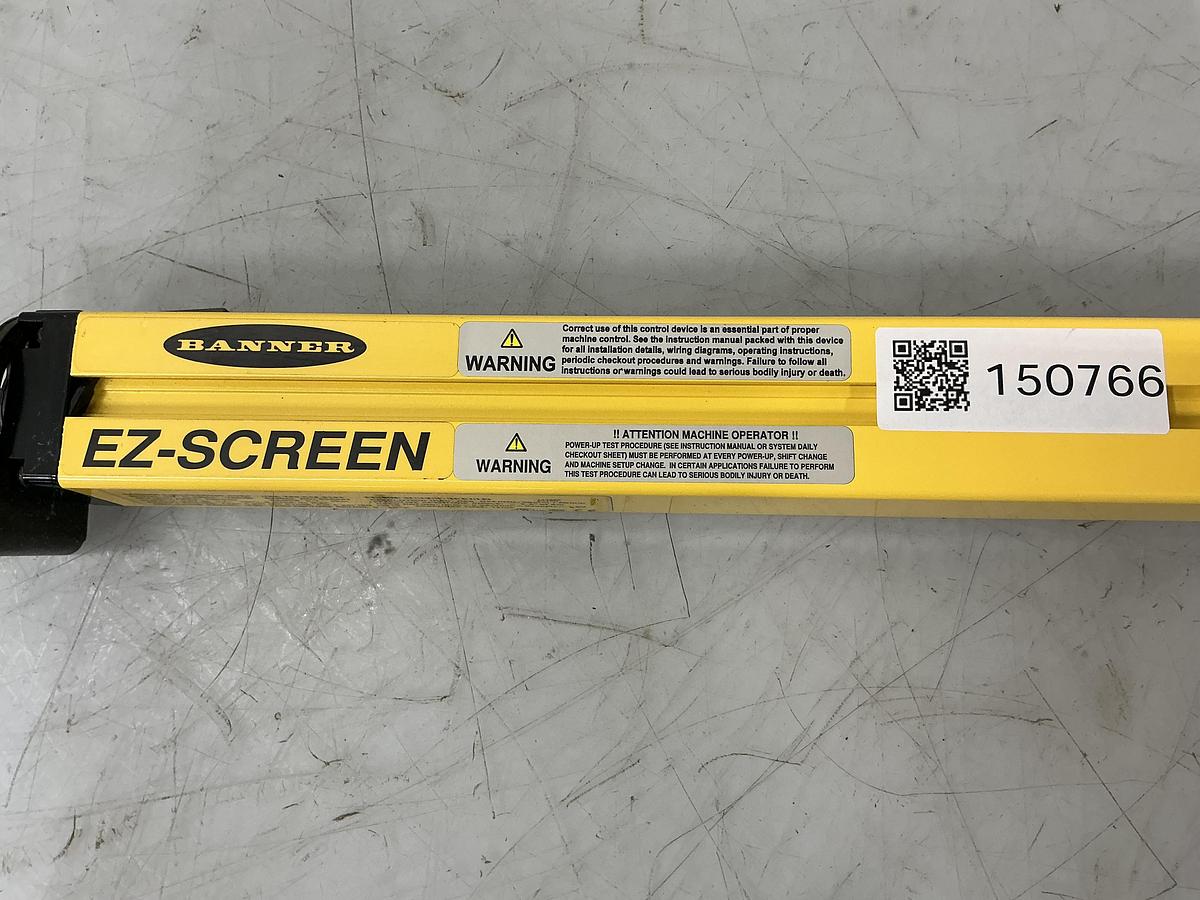 BANNER
WARNING
Correct use of this control device is an essential part of proper
machine control. See the instruction manual packed with this device
for all installation details, wiring diagrams, operating instructions,
periodic checkout procedures and warnings. Failure to follow all
instructions or warnings could lead to serious bodily injury or death.
150766
EZ-SCREEN
WARNING
!! ATTENTION MACHINE OPERATOR !!
POWER-UP TEST PROCEDURE (SEE INSTRUCTION MANUAL OR SYSTEM DAILY
CHECKOUT SHEET) MUST BE PERFORMED AT EVERY POWER-UP, SHIFT CHANGE
AND MACHINE SETUP CHANGE. IN CERTAIN APPLICATIONS FAILURE TO PERFORM
THIS TEST PROCEDURE CAN LEAD TO SERIOUS BODILY INJURY OR DEATH.